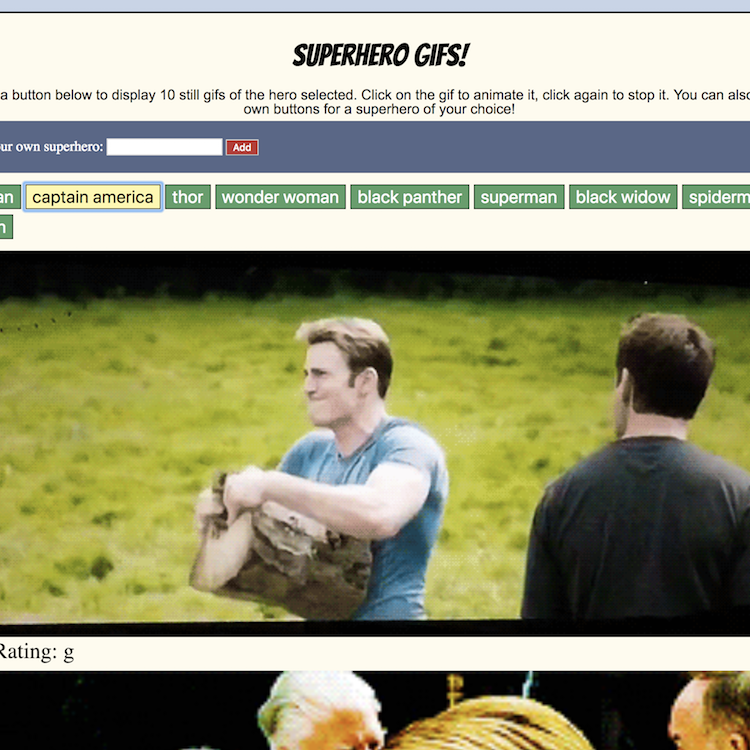 SUPERHERO GIFS!
a button below to display 10 still gifs of the hero selected. Click on the gif to animate it, click again to stop it. You can also
own buttons for a superhero of your choice!
ur own superhero: Add
an captain america thor wonder woman black panther superman black widow spiderm
n
Rating: g